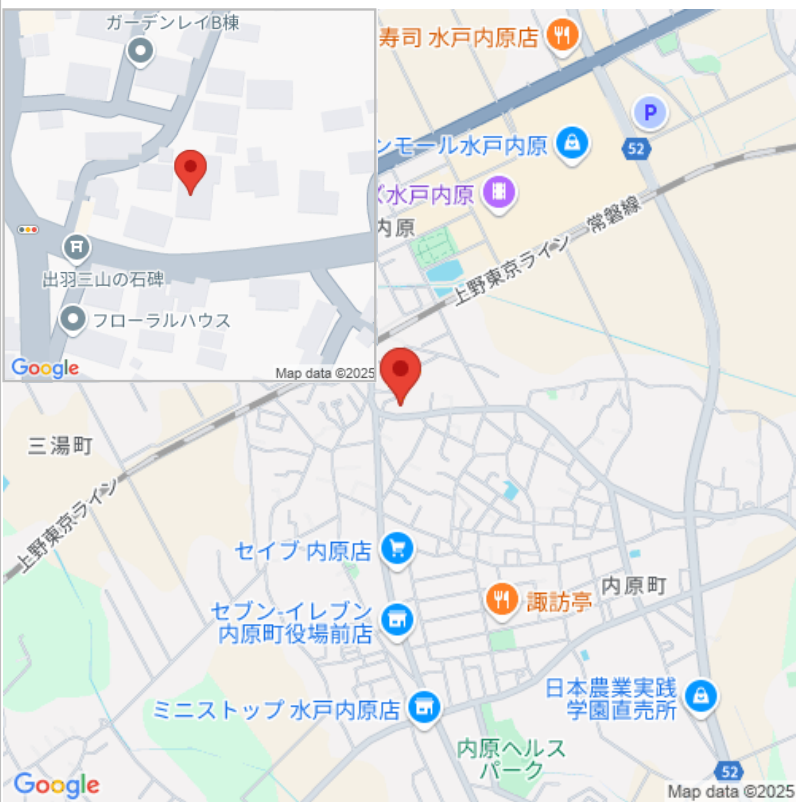 ガーデンレイB棟
出羽三山の石碑
フローラルハウス
Google
Map data ©2025
寿司 水戸内原店
P
52
ンモール水戸内原
水戸内原
内原
上野東京ライン
常磐線
三湯町
上野東京ライン
セイブ 内原店
セブン-イレブン
内原町役場前店
諏訪亭
内原町
ミニストップ 水戸内原店
日本農業実践
学園直売所
内原ヘルス
パーク
52
Google
Map data ©2025